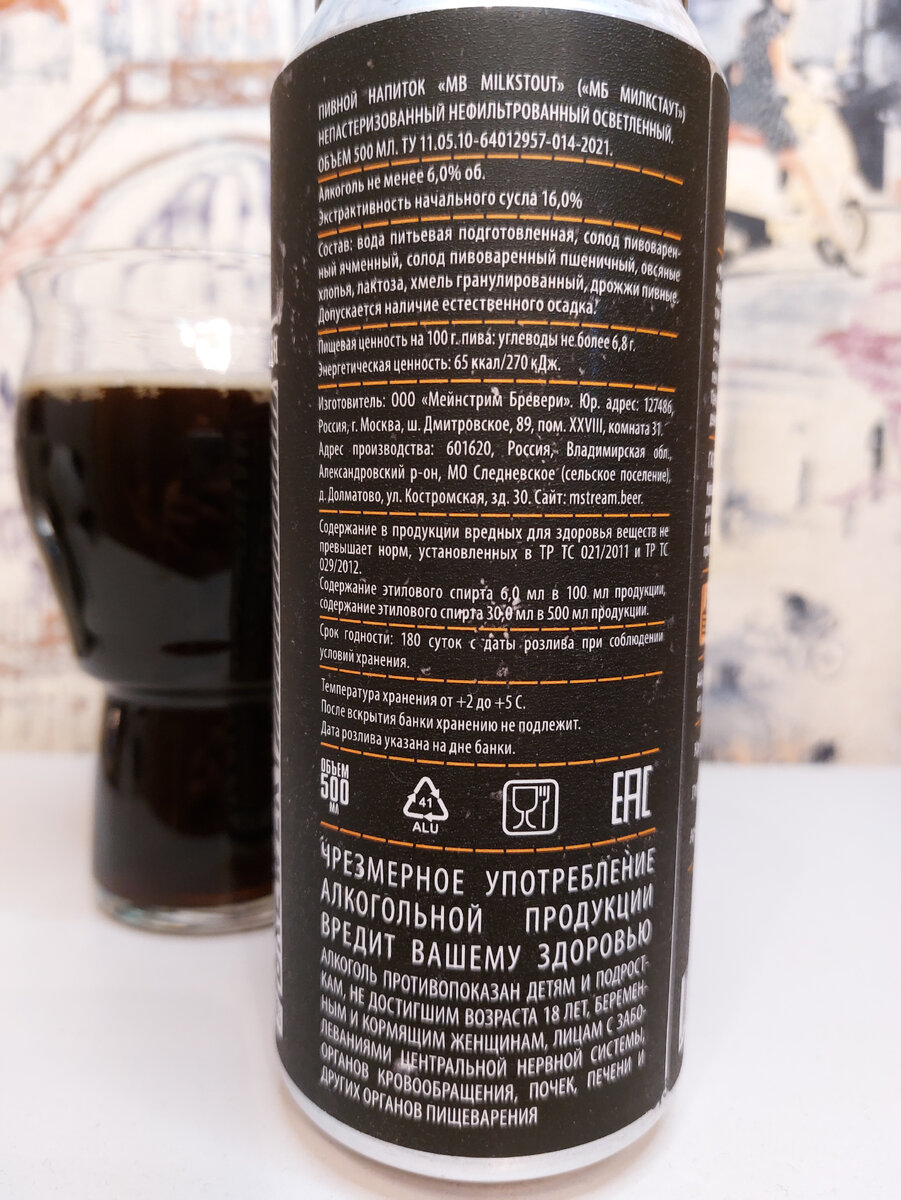 ПИВНОЙ НАПИТОК «MB MILKSTOUT» («МБ МИЛКСТАУТ»)
НЕПАСТЕРИЗОВАННЫЙ НЕФИЛЬТРОВАННЫЙ ОСВЕТЛЕННЫЙ.
ОБЪЕМ 500 МЛ. ТУ 11.05.10-64012957-014-2021.
Алкоголь не менее 6,0% об.
Экстрактивность начального сусла 16,0%
Состав: вода питьевая подготовленная, солод пивоварен-
ный ячменный, солод пивоваренный пшеничный, овсяные
хлопья, лактоза, хмель гранулированный, дрожжи пивные.
Допускается наличие естественного осадка.
Пищевая ценность на 100 г. пива: углеводы не более 6,8 г.
Энергетическая ценность: 65 ккал/270 кДж.
Изготовитель: ООО «Мейнстрим Бревери». Юр. адрес: 127486,
Россия, г. Москва, ш. Дмитровское, 89, пом. XXVIII, комната 31.
Адрес производства: 601620, Россия, Владимирская обл.,
Александровский р-он, МО Следневское (сельское поселение),
д. Долматово, ул. Костромская, зд. 30. Сайт: mstream.beer.
Содержание в продукции вредных для здоровья веществ не
превышает норм, установленных в ТР ТС 021/2011 и ТР ТС
029/2012.
Содержание этилового спирта 6,0 мл в 100 мл продукции,
содержание этилового спирта 30,0 мл в 500 мл продукции.
Срок годности: 180 суток с даты розлива при соблюдении
условий хранения.
Температура хранения от +2 до +5 С.
После вскрытия банки хранению не подлежит.
Дата розлива указана на дне банки.
ОБЪЕМ
500
МЛ
41
ALU
EAC
ЧРЕЗМЕРНОЕ УПОТРЕБЛЕНИЕ
АЛКОГОЛЬНОЙ ПРОДУКЦИИ
ВРЕДИТ ВАШЕМУ ЗДОРОВЬЮ
АЛКОГОЛЬ ПРОТИВОПОКАЗАН ДЕТЯМ И ПОДРОСТ-
КАМ, НЕ ДОСТИГШИМ ВОЗРАСТА 18 ЛЕТ, БЕРЕМЕН-
НЫМ И КОРМЯЩИМ ЖЕНЩИНАМ, ЛИЦАМ С ЗАБО-
ЛЕВАНИЯМИ ЦЕНТРАЛЬНОЙ НЕРВНОЙ СИСТЕМЫ,
ОРГАНОВ КРОВООБРАЩЕНИЯ, ПОЧЕК, ПЕЧЕНИ И
ДРУГИХ ОРГАНОВ ПИЩЕВАРЕНИЯ